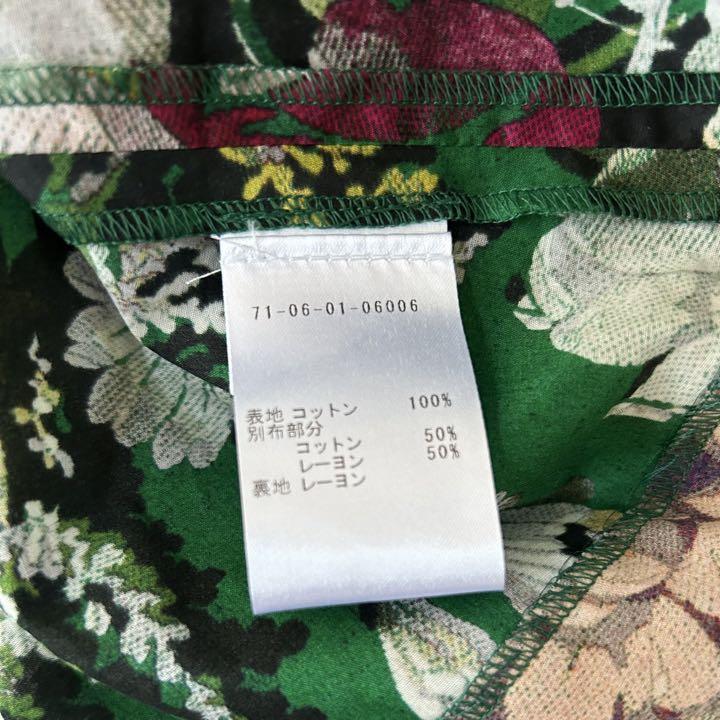 71-06-01-06006
表地 コットン 100%
別布部分
コットン 50%
レーヨン 50%
裏地 レーヨン